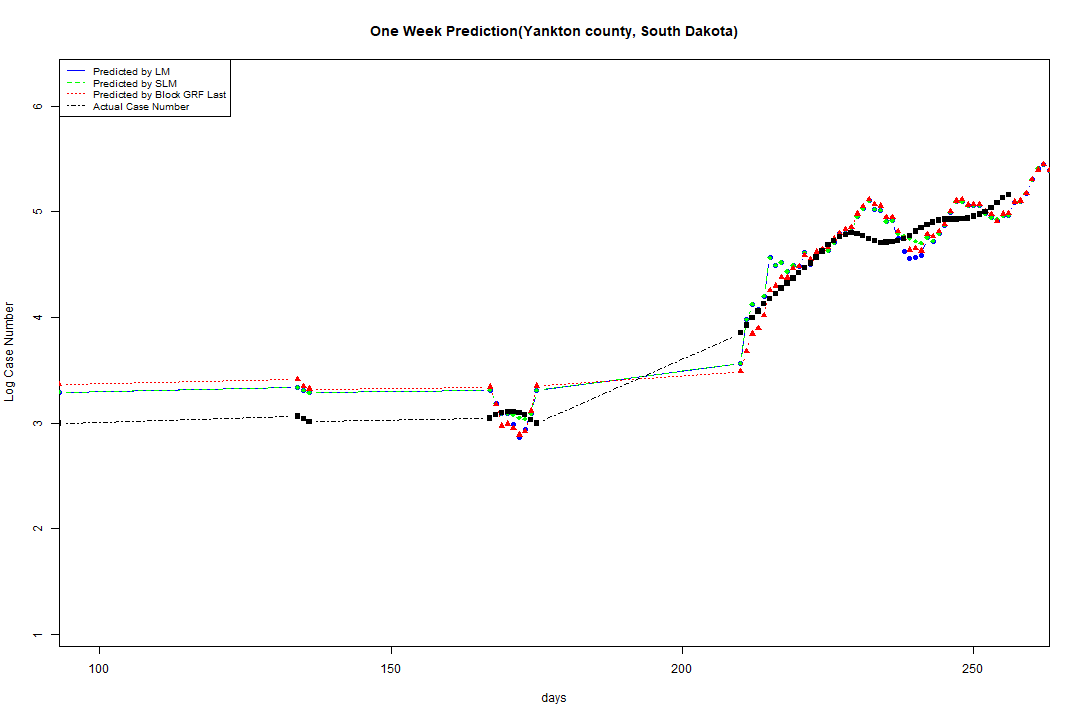 One Week Prediction(Yankton county, South Dakota)
Predicted by LM
Predicted by SLM
Predicted by Block GRF Last
Actual Case Number
6
5
4
3
2
1
Log Case Number
100
150
200
250
days